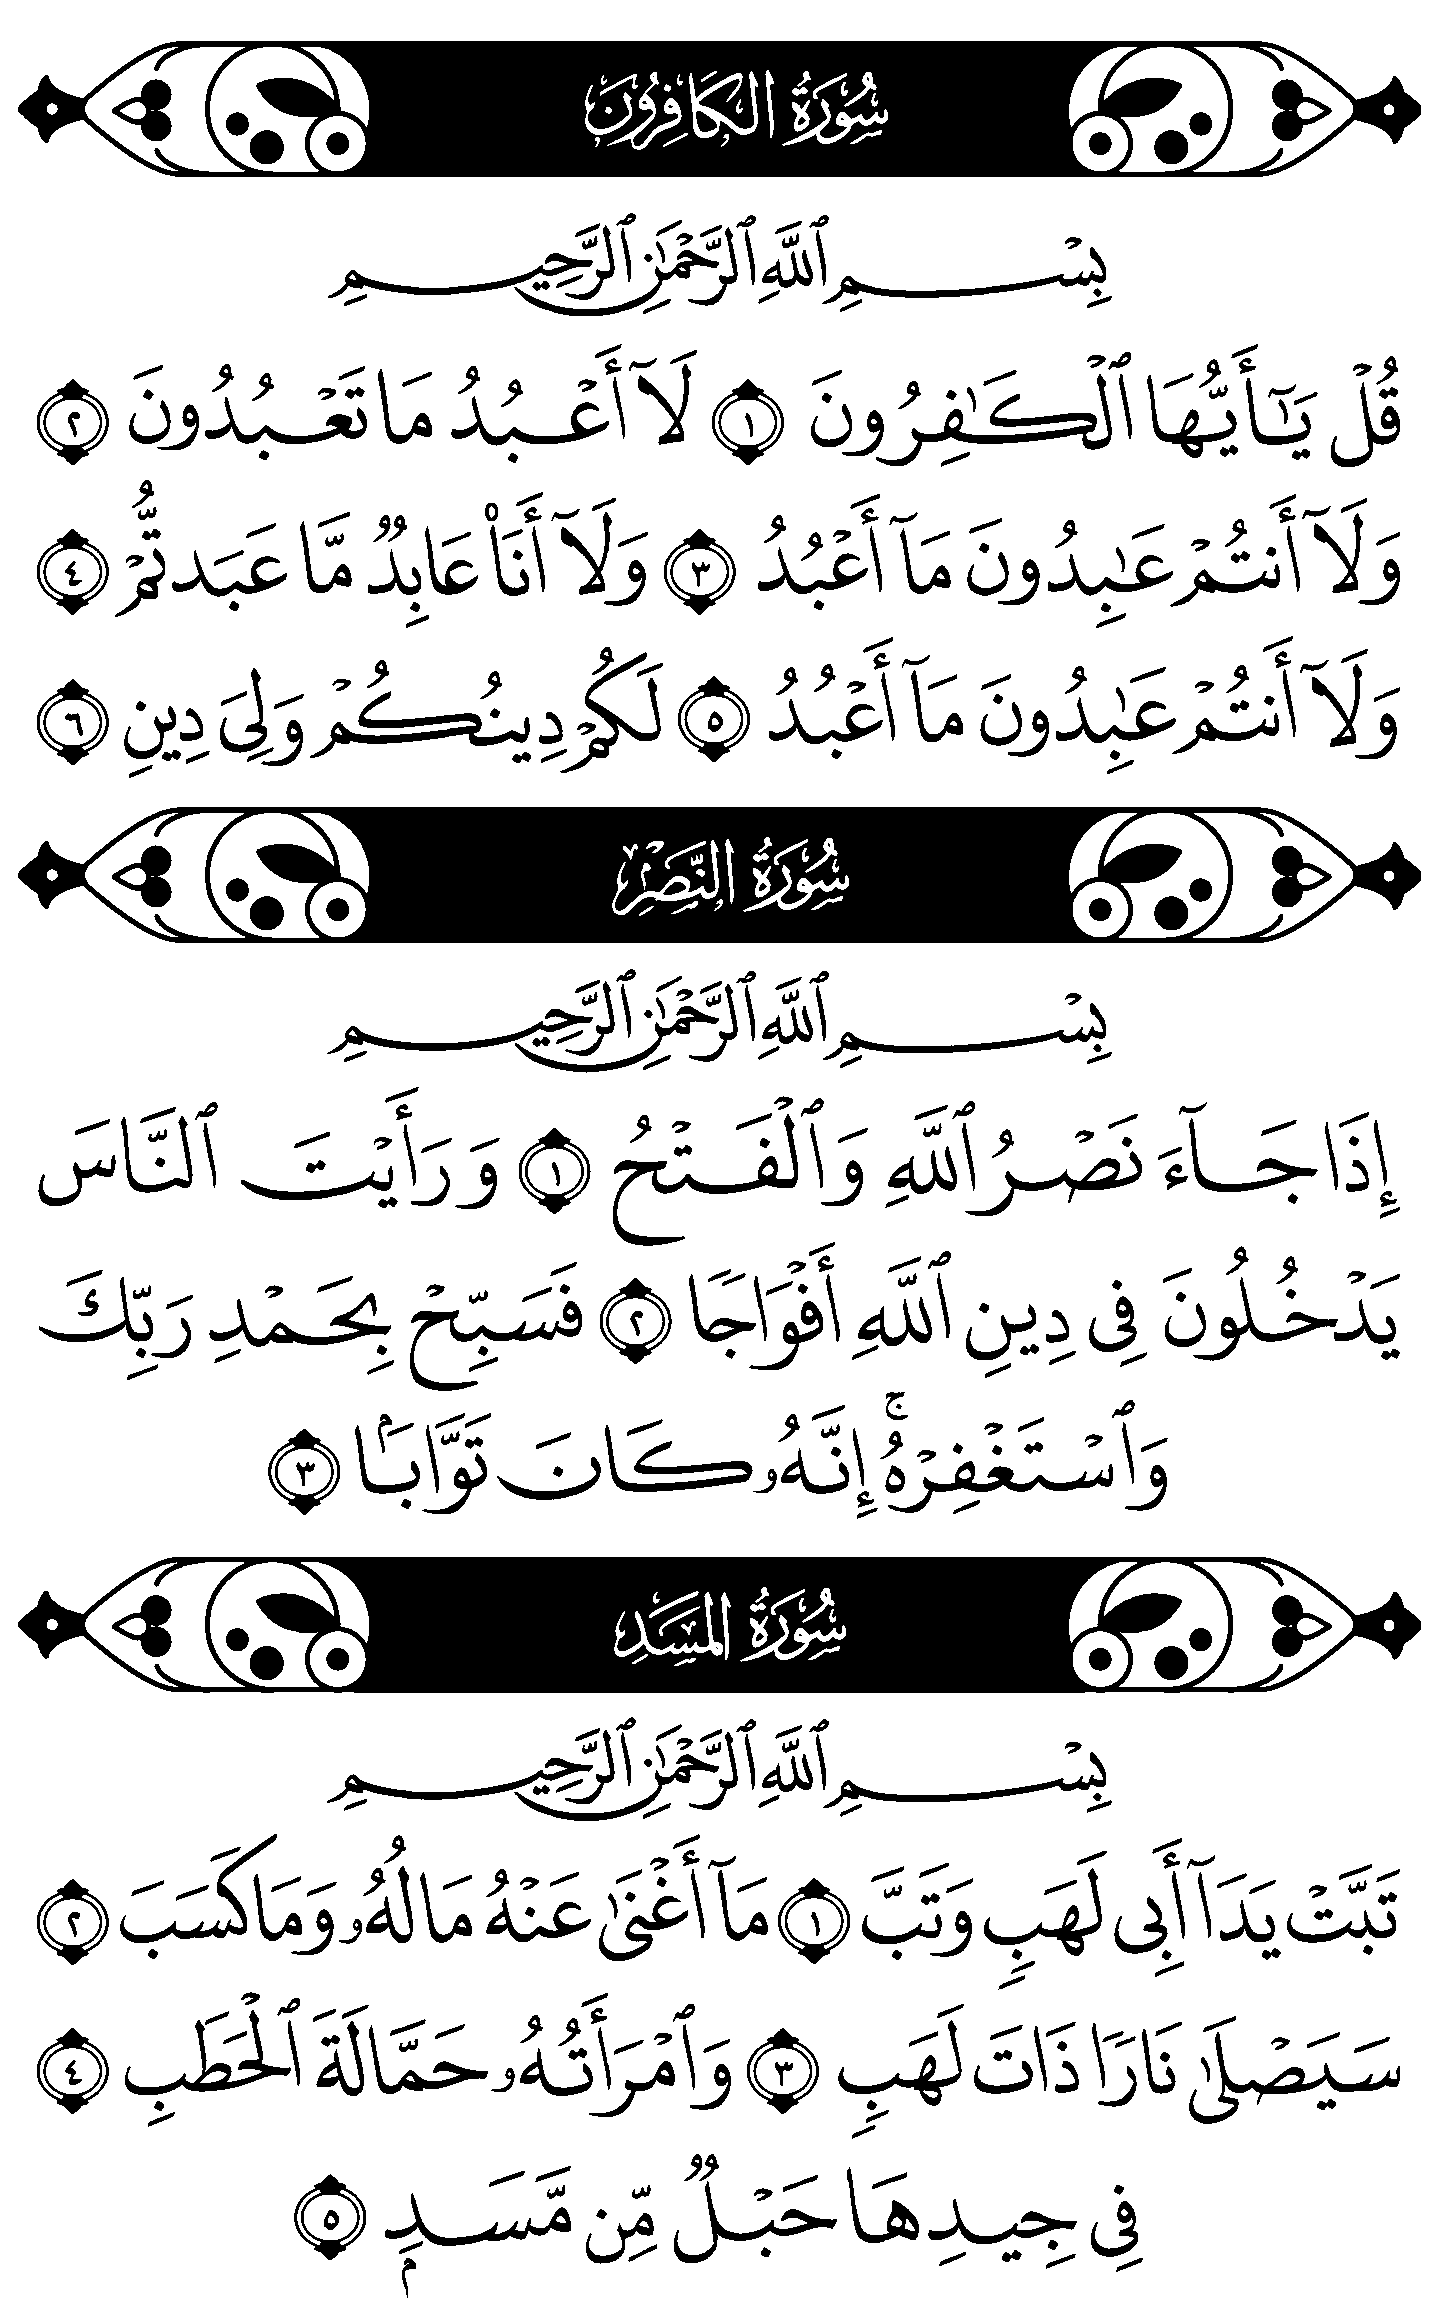 سُورَةُ الكَافِرُونَ
بِسْمِ ٱللَّهِ ٱلرَّحْمَٰنِ ٱلرَّحِيمِ
قُلْ يَٰٓأَيُّهَا ٱلْكَٰفِرُونَ ١ لَآ أَعْبُدُ مَا تَعْبُدُونَ ٢
وَلَآ أَنتُمْ عَٰبِدُونَ مَآ أَعْبُدُ ٣ وَلَآ أَنَا۠ عَابِدٌ مَّا عَبَدتُّمْ ٤
وَلَآ أَنتُمْ عَٰبِدُونَ مَآ أَعْبُدُ ٥ لَكُمْ دِينُكُمْ وَلِىَ دِينِ ٦
سُورَةُ النَّصْرِ
بِسْمِ ٱللَّهِ ٱلرَّحْمَٰنِ ٱلرَّحِيمِ
إِذَا جَآءَ نَصْرُ ٱللَّهِ وَٱلْفَتْحُ ١ وَرَأَيْتَ ٱلنَّاسَ
يَدْخُلُونَ فِى دِينِ ٱللَّهِ أَفْوَاجًا ٢ فَسَبِّحْ بِحَمْدِ رَبِّكَ
وَٱسْتَغْفِرْهُ ۚ إِنَّهُۥ كَانَ تَوَّابَۢا ٣
سُورَةُ المَسَدِ
بِسْمِ ٱللَّهِ ٱلرَّحْمَٰنِ ٱلرَّحِيمِ
تَبَّتْ يَدَآ أَبِى لَهَبٍ وَتَبَّ ١ مَآ أَغْنَىٰ عَنْهُ مَالُهُۥ وَمَا كَسَبَ ٢
سَيَصْلَىٰ نَارًا ذَاتَ لَهَبٍ ٣ وَٱمْرَأَتُهُۥ حَمَّالَةَ ٱلْحَطَبِ ٤
فِى جِيدِهَا حَبْلٌ مِّن مَّسَدِۭ ٥